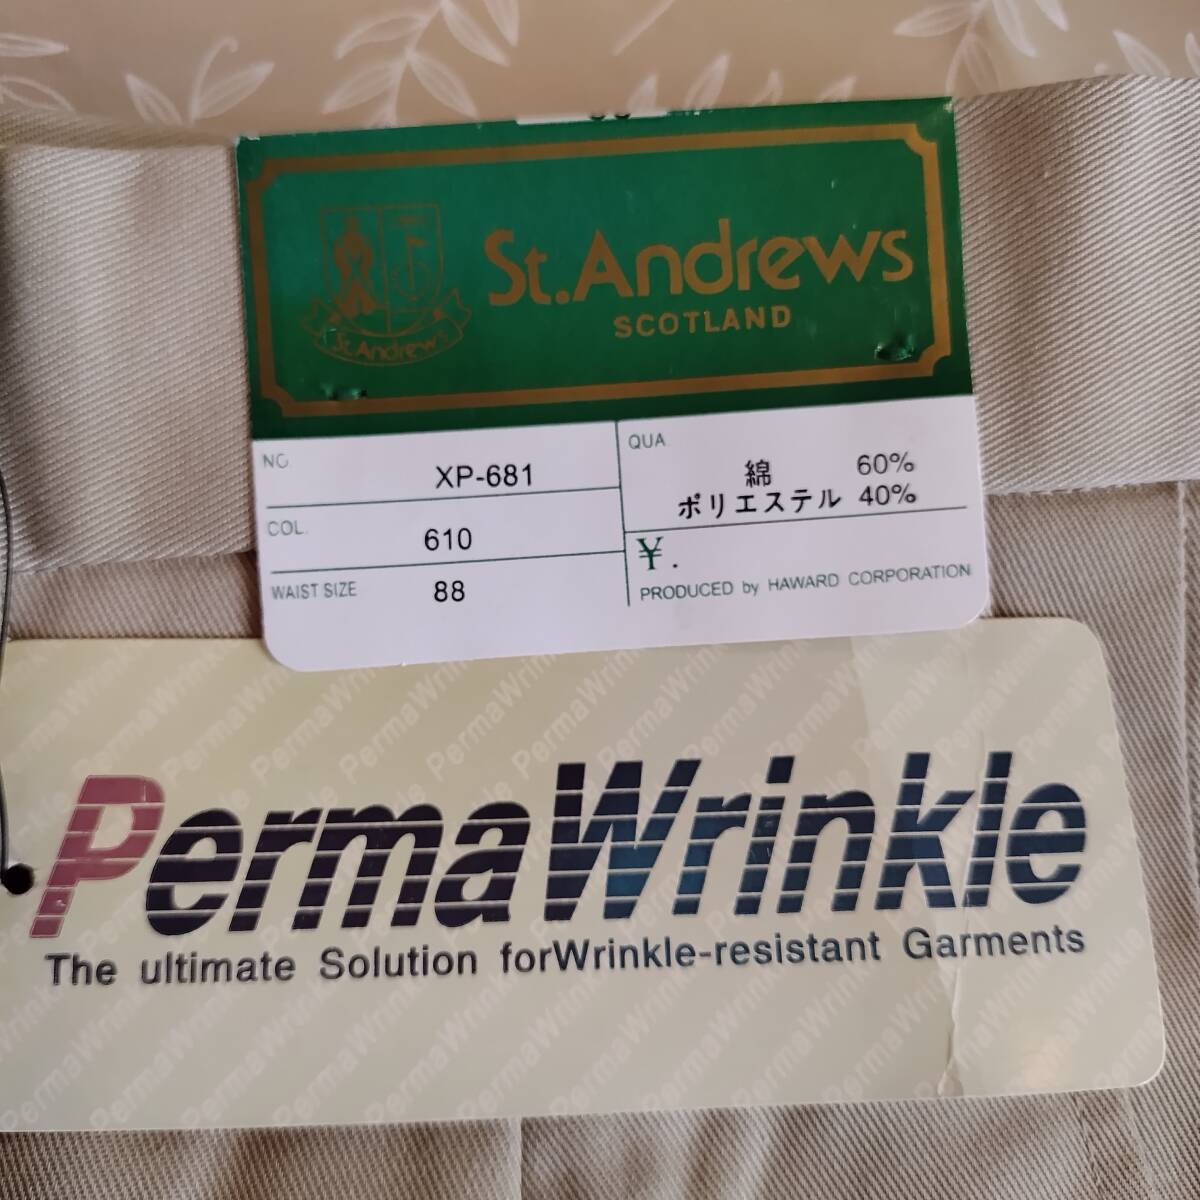 St.Andrews
SCOTLAND
St.Andrews
NO.
XP-681
COL.
610
WAIST SIZE
88
QUA
綿 60%
ポリエステル 40%
¥.
PRODUCED by HAWARD CORPORATION
PermaWrinkle
The ultimate Solution forWrinkle-resistant Garments